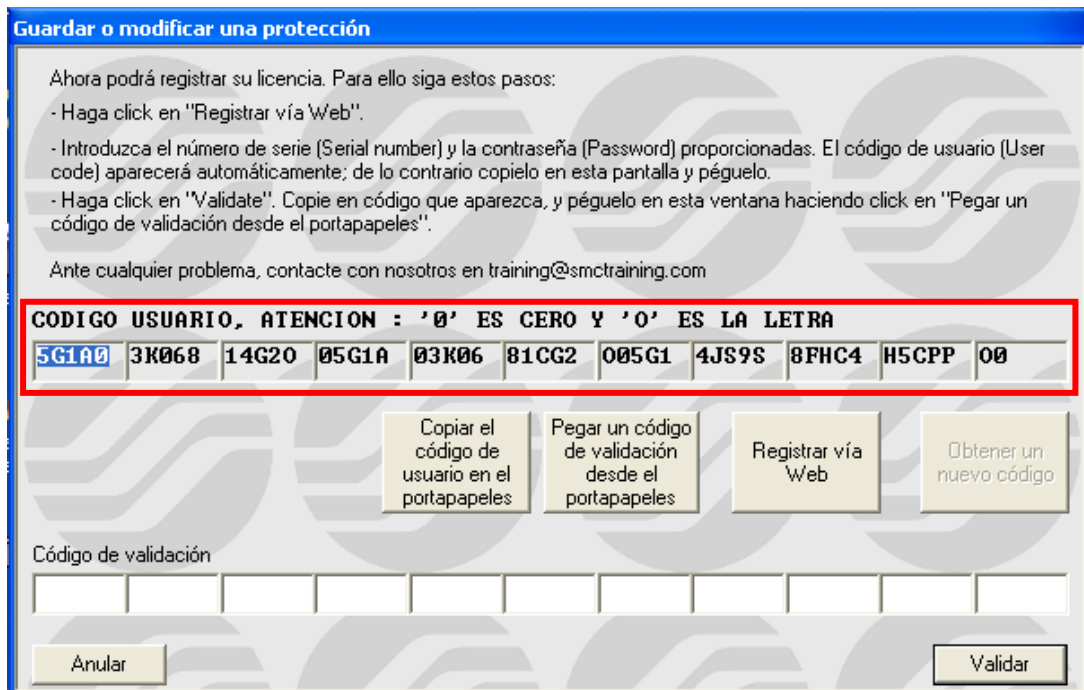 Guardar o modificar una protección
Ahora podrá registrar su licencia. Para ello siga estos pasos:
- Haga click en "Registrar vía Web".
- Introduzca el número de serie (Serial number) y la contraseña (Password) proporcionadas. El código de usuario (User
code) aparecerá automáticamente; de lo contrario copielo en esta pantalla y péguelo.
- Haga click en "Validate". Copie en código que aparezca, y péguelo en esta ventana haciendo click en "Pegar un
código de validación desde el portapapeles".
Ante cualquier problema, contacte con nosotros en training@smctraining.com
CODIGO USUARIO, ATENCION : '0' ES CERO Y 'O' ES LA LETRA
5G1A0 3K068 14G2O 05G1A 03K06 81CG2 O05G1 4JS9S 8FHC4 H5CPP O0
Copiar el
código de
usuario en el
portapapeles
Pegar un código
de validación
desde el
portapapeles
Registrar vía
Web
Obtener un
nuevo código
Código de validación
Anular
Validar